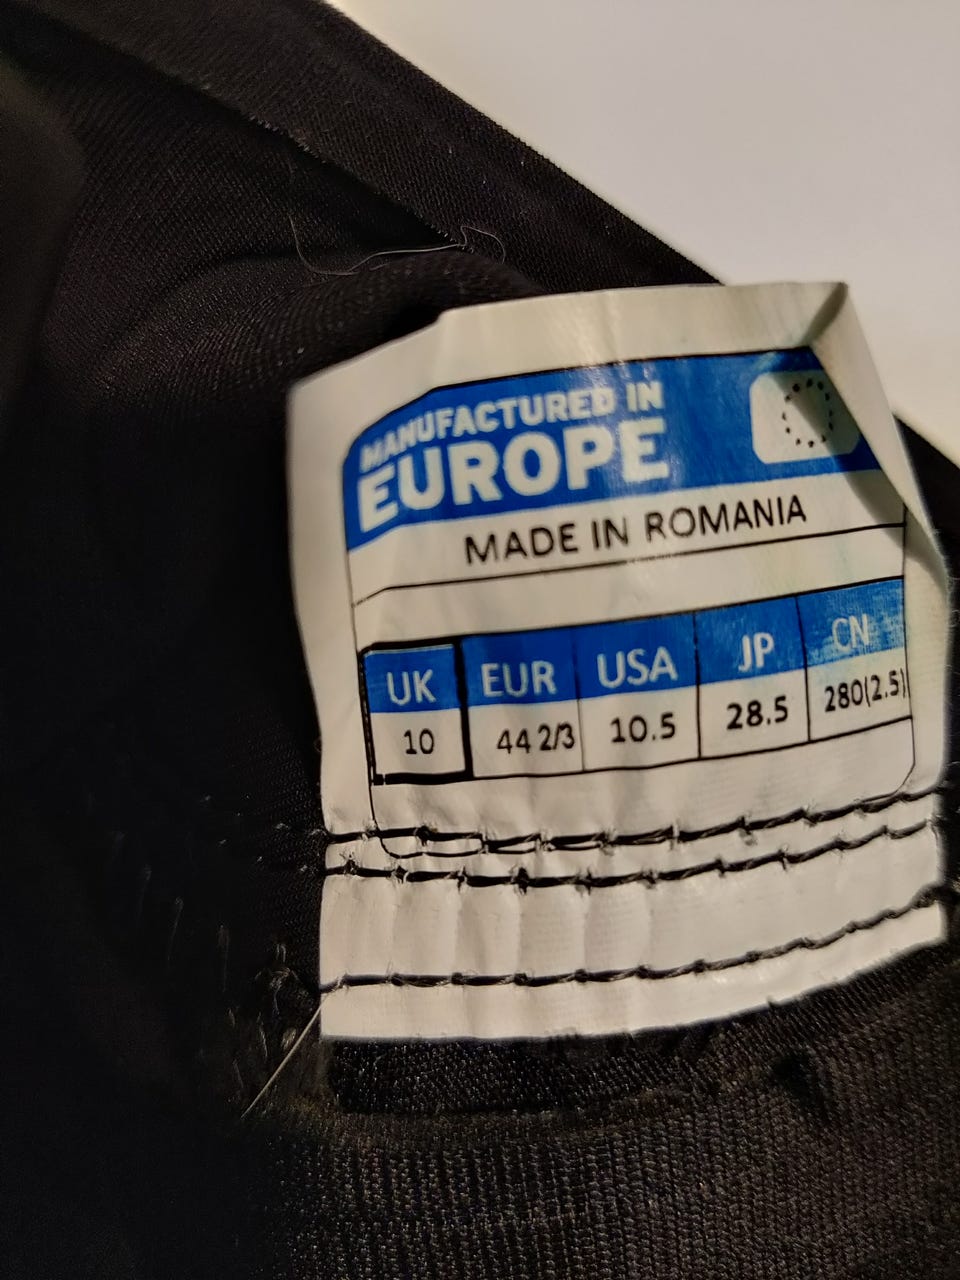 MANUFACTURED IN
EUROPE
MADE IN ROMANIA
UK EUR USA JP CN
10 44 2/3 10.5 28.5 280(2.5)